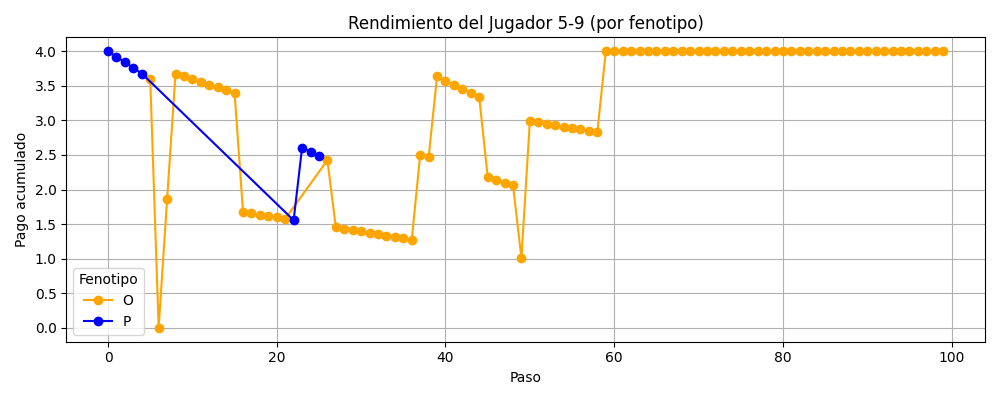 Rendimiento del Jugador 5-9 (por fenotipo)
Pago acumulado
4.0
3.5
3.0
2.5
2.0
1.5
1.0
0.5
0.0
Fenotipo
O
P
0 20 40 60 80 100
Paso